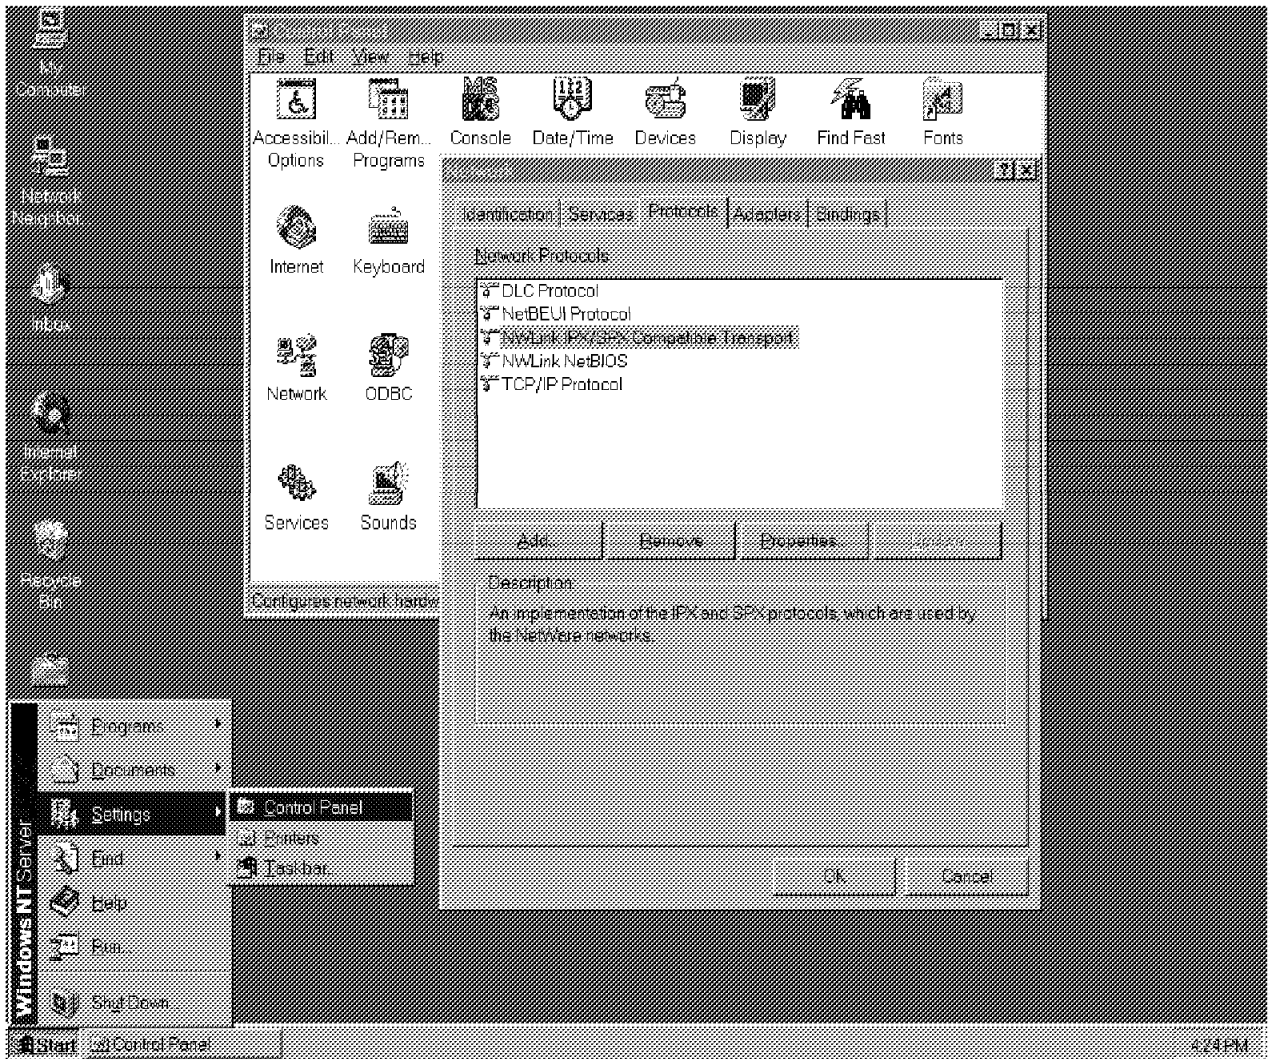 My
Computer
Network
Neighbor...
Inbox
Internet
Explorer
Recycle
Bin
Control Panel
File Edit View Help
MS
DOS
12
Accessibil... Add/Rem... Console Date/Time Devices Display Find Fast Fonts
Options Programs
Internet Keyboard
Network ODBC
Services Sounds
Configures network hardw
Network
Identification Services Protocols Adapters Bindings
Network Protocols:
DLC Protocol
NetBEUI Protocol
NWLink IPX/SPX Compatible Transport
NWLink NetBIOS
TCP/IP Protocol
Add... Remove Properties... Update
Description:
An implementation of the IPX and SPX protocols, which are used by
the NetWare networks.
OK Cancel
Programs
Documents
Settings
Find
Help
Run...
Shut Down...
Windows NT Server
Control Panel
Printers
Taskbar...
Start Control Panel 4:24 PM